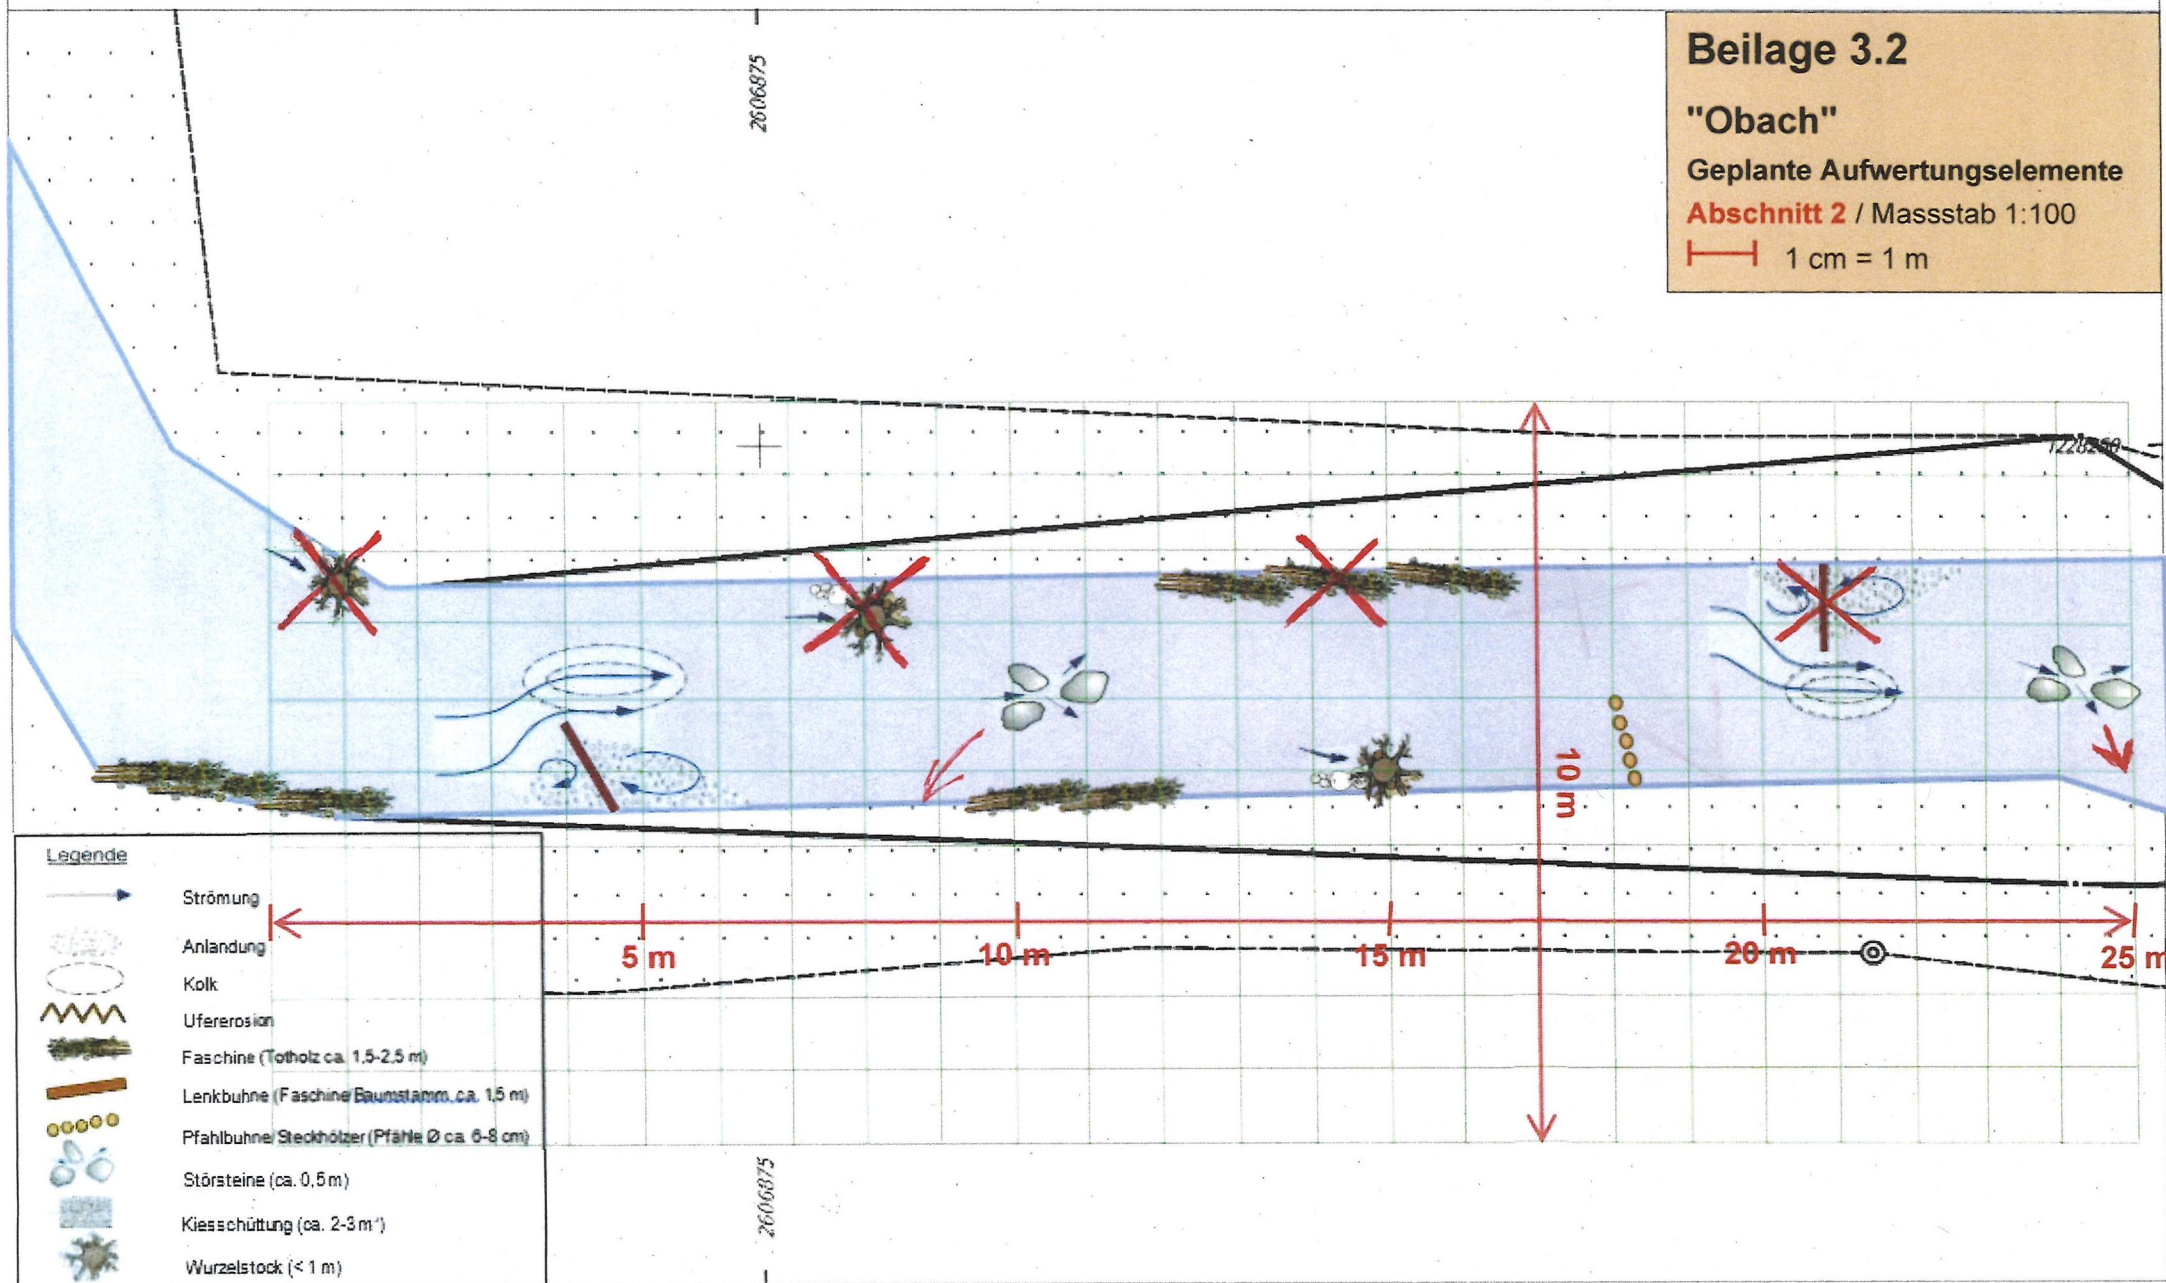 2606875
Beilage 3.2
"Obach"
Geplante Aufwertungselemente
Abschnitt 2 / Massstab 1:100
1 cm = 1 m
10 m
5 m
10 m
15 m
20 m
25 m
Legende
Strömung
Anlandung
Kolk
Ufererosion
Faschine (Totholz ca. 1,5-2,5 m)
Lenkbuhne (Faschine/Baumstamm, ca. 1,5 m)
Pfahlbuhne/Steckhölzer (Pfähle Ø ca. 6-8 cm)
Störsteine (ca. 0,5 m)
Kiesschüttung (ca. 2-3 m³)
Wurzelstock (< 1 m)
2606875